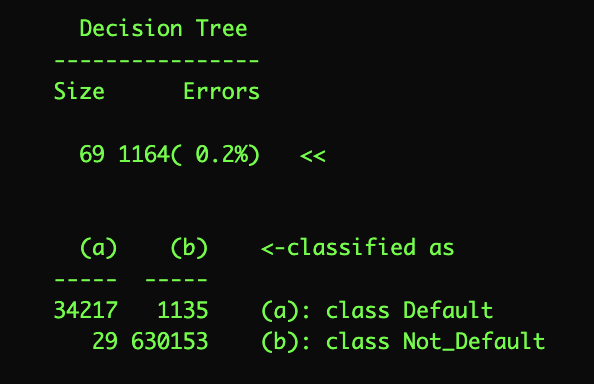 Decision Tree
----------------
Size      Errors
69 1164( 0.2%)   <<
(a)    (b)    <-classified as
-----  -----
34217   1135    (a): class Default
29 630153    (b): class Not_Default